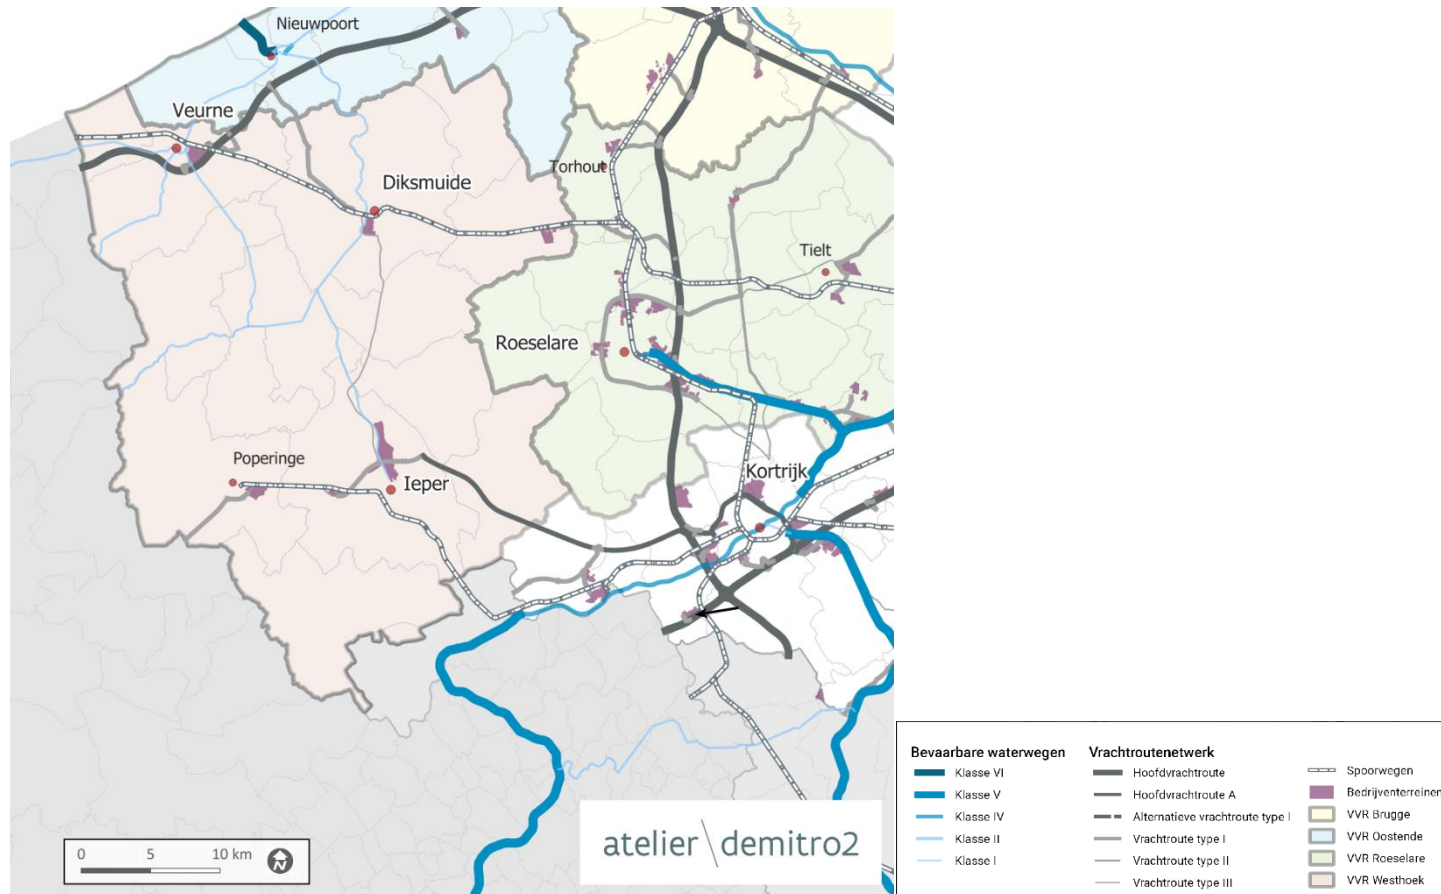 Nieuwpoort
Veurne
Diksmuide
Torhout
Tielt
Roeselare
Poperinge
Ieper
Kortrijk
0 5 10 km
N
atelier\demitro2
Bevaarbare waterwegen
Klasse VI
Klasse V
Klasse IV
Klasse II
Klasse I
Vrachtroutenetwerk
Hoofdvrachtroute
Hoofdvrachtroute A
Alternatieve vrachtroute type I
Vrachtroute type I
Vrachtroute type II
Vrachtroute type III
Spoorwegen
Bedrijventerreinen
VVR Brugge
VVR Oostende
VVR Roeselare
VVR Westhoek